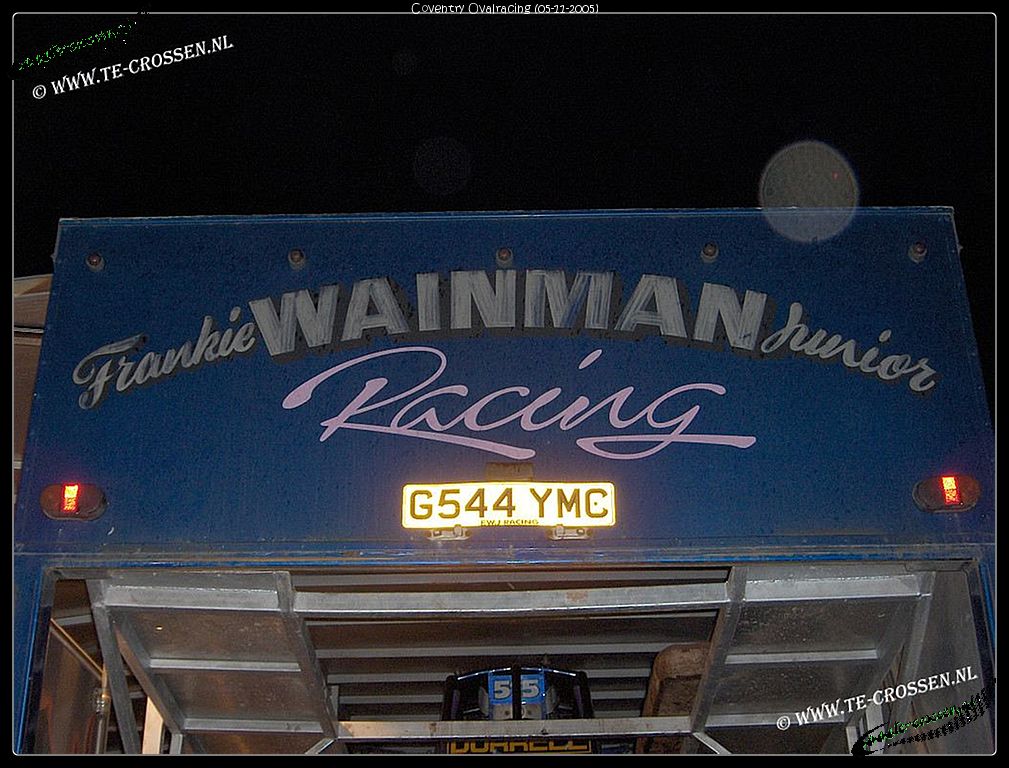 Coventry Ovalracing (05-11-2005)
© WWW.TE-CROSSEN.NL
Frankie WAINMAN Junior
Racing
G544 YMC
F.W.J RACING
55
© WWW.TE-CROSSEN.NL